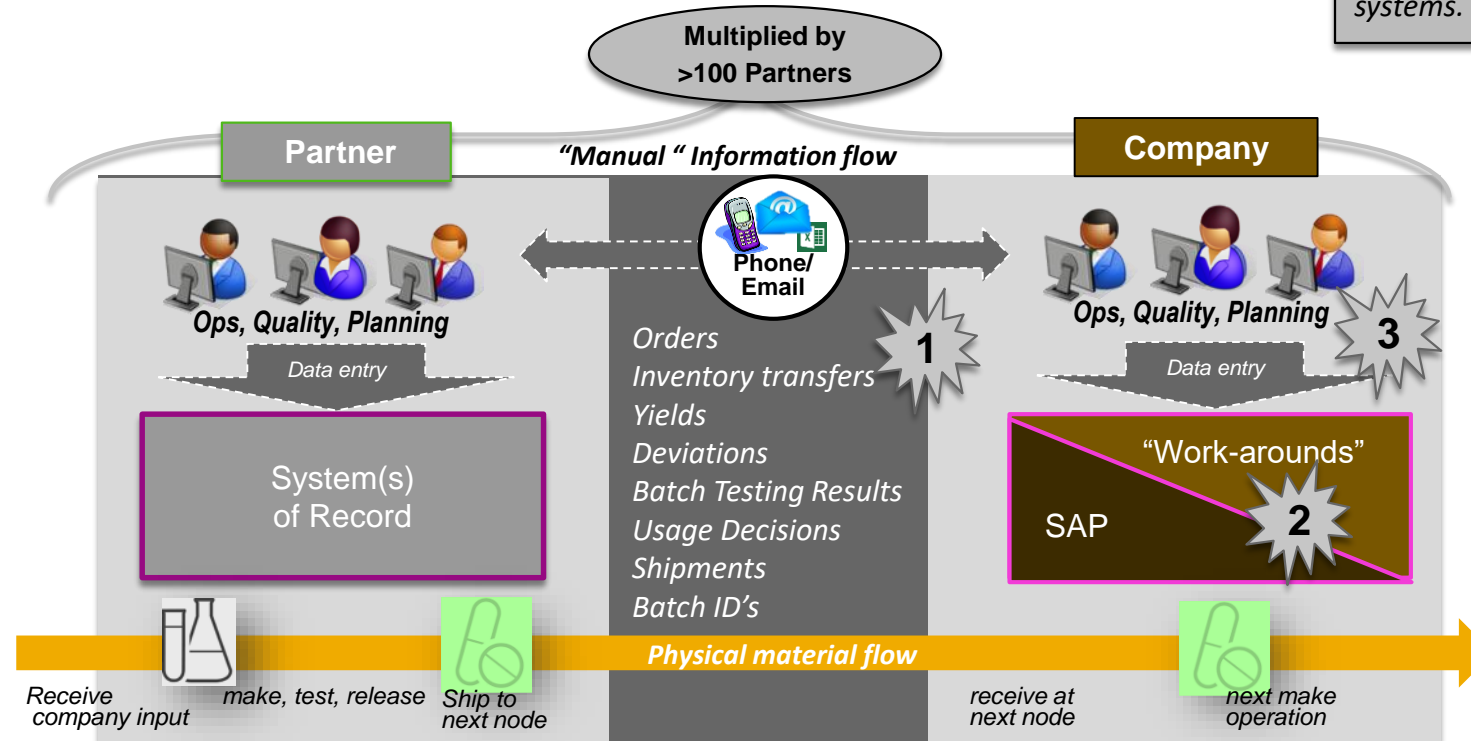 systems.
Multiplied by
>100 Partners
Partner
“Manual “ Information flow
Company
@
X
Phone/
Email
Ops, Quality, Planning
Ops, Quality, Planning
1
3
Data entry
Data entry
Orders
Inventory transfers
Yields
Deviations
Batch Testing Results
Usage Decisions
Shipments
Batch ID’s
System(s)
of Record
“Work-arounds”
SAP
2
Physical material flow
Receive
company input
make, test, release
Ship to
next node
receive at
next node
next make
operation